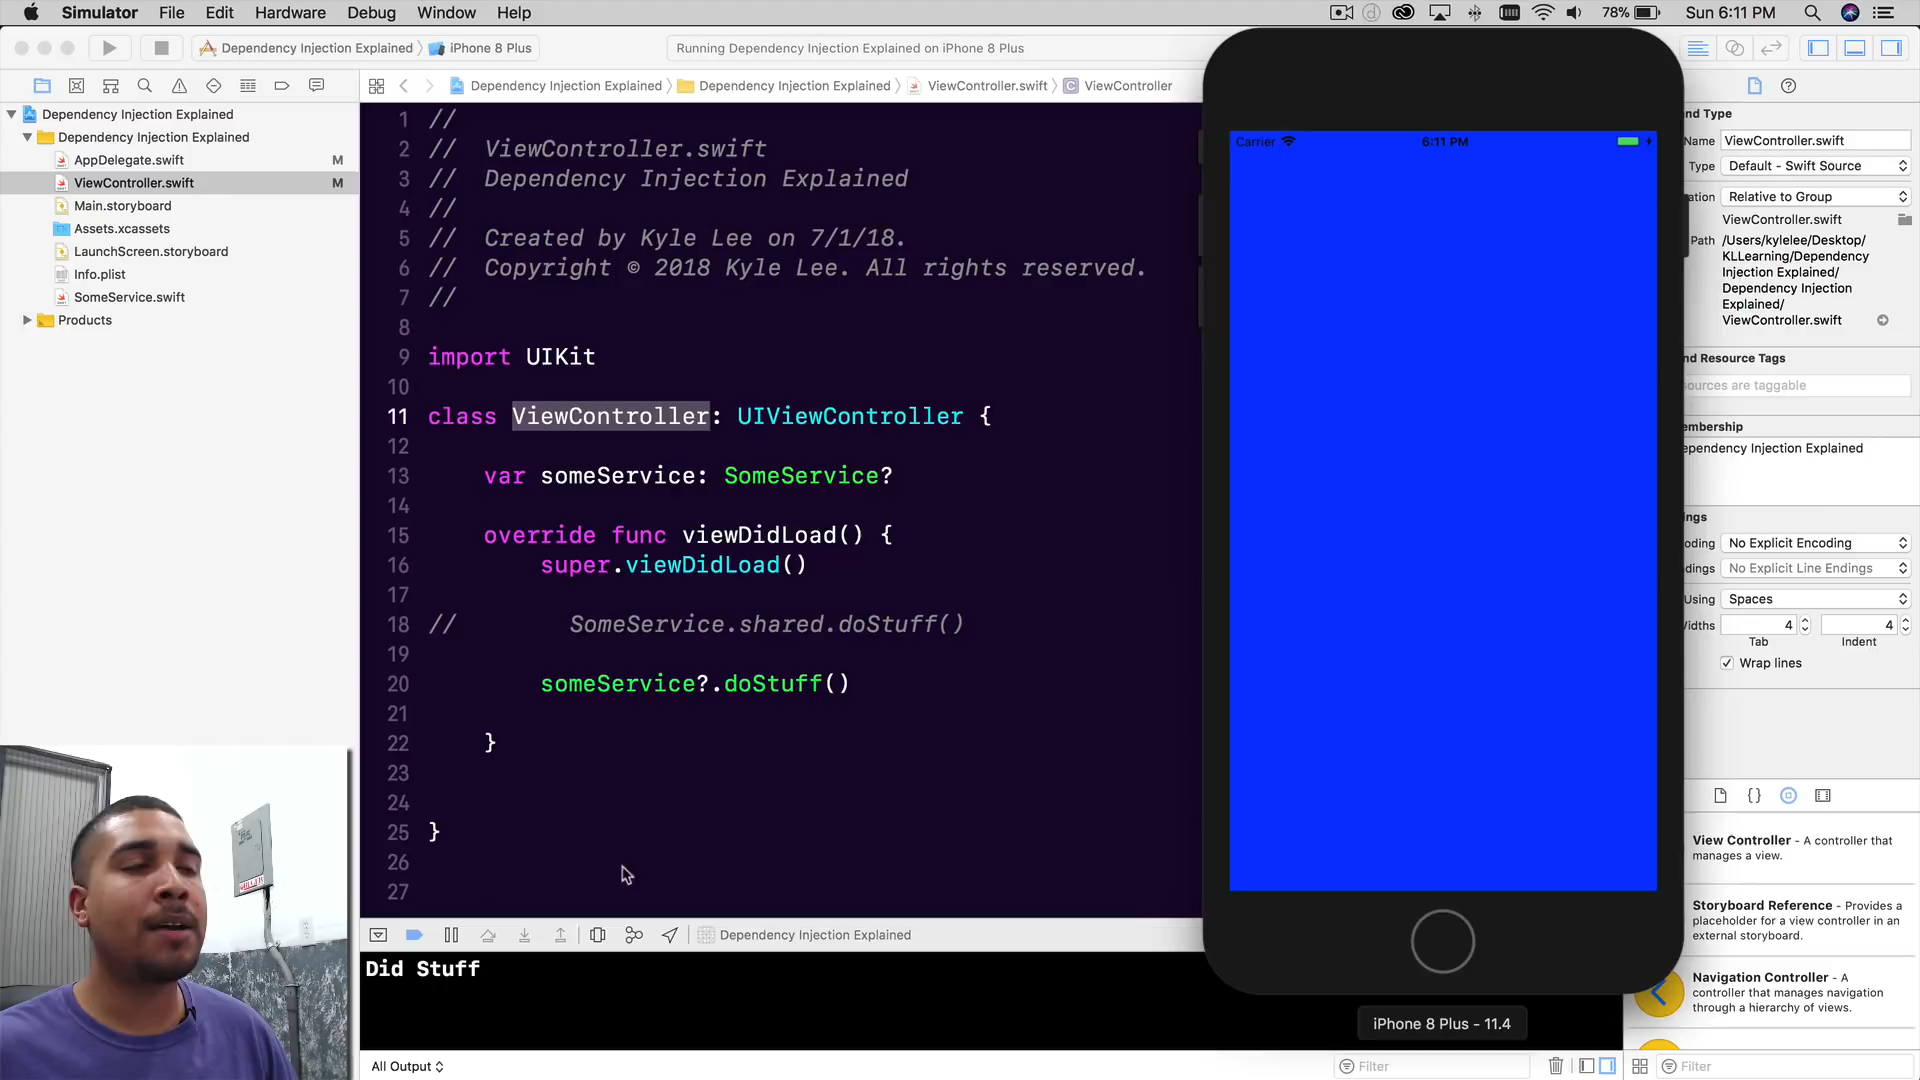 Simulator File Edit Hardware Debug Window Help
78% Sun 6:11 PM
Dependency Injection Explained iPhone 8 Plus
Running Dependency Injection Explained on iPhone 8 Plus
Dependency Injection Explained Dependency Injection Explained ViewController.swift C ViewController
Dependency Injection Explained
Dependency Injection Explained
AppDelegate.swift M
ViewController.swift M
Main.storyboard
Assets.xcassets
LaunchScreen.storyboard
Info.plist
SomeService.swift
Products
1 //
2 // ViewController.swift
3 // Dependency Injection Explained
4 //
5 // Created by Kyle Lee on 7/1/18.
6 // Copyright © 2018 Kyle Lee. All rights reserved.
7 //
8
9 import UIKit
10
11 class ViewController: UIViewController {
12
13 var someService: SomeService?
14
15 override func viewDidLoad() {
16 super.viewDidLoad()
17
18 // SomeService.shared.doStuff()
19
20 someService?.doStuff()
21
22 }
23
24
25 }
26
27
Dependency Injection Explained
Did Stuff
All Output
Filter
Carrier 6:11 PM
iPhone 8 Plus - 11.4
nd Type
Name ViewController.swift
Type Default - Swift Source
ation Relative to Group
ViewController.swift
Path /Users/kylelee/Desktop/
KLLearning/Dependency
Injection Explained/
Dependency Injection
Explained/
ViewController.swift
nd Resource Tags
ources are taggable
embership
ependency Injection Explained
ings
oding No Explicit Encoding
ndings No Explicit Line Endings
Using Spaces
Widths 4 4
Tab Indent
Wrap lines
View Controller - A controller that
manages a view.
Storyboard Reference - Provides a
placeholder for a view controller in an
external storyboard.
Navigation Controller - A
controller that manages navigation
through a hierarchy of views.
Filter